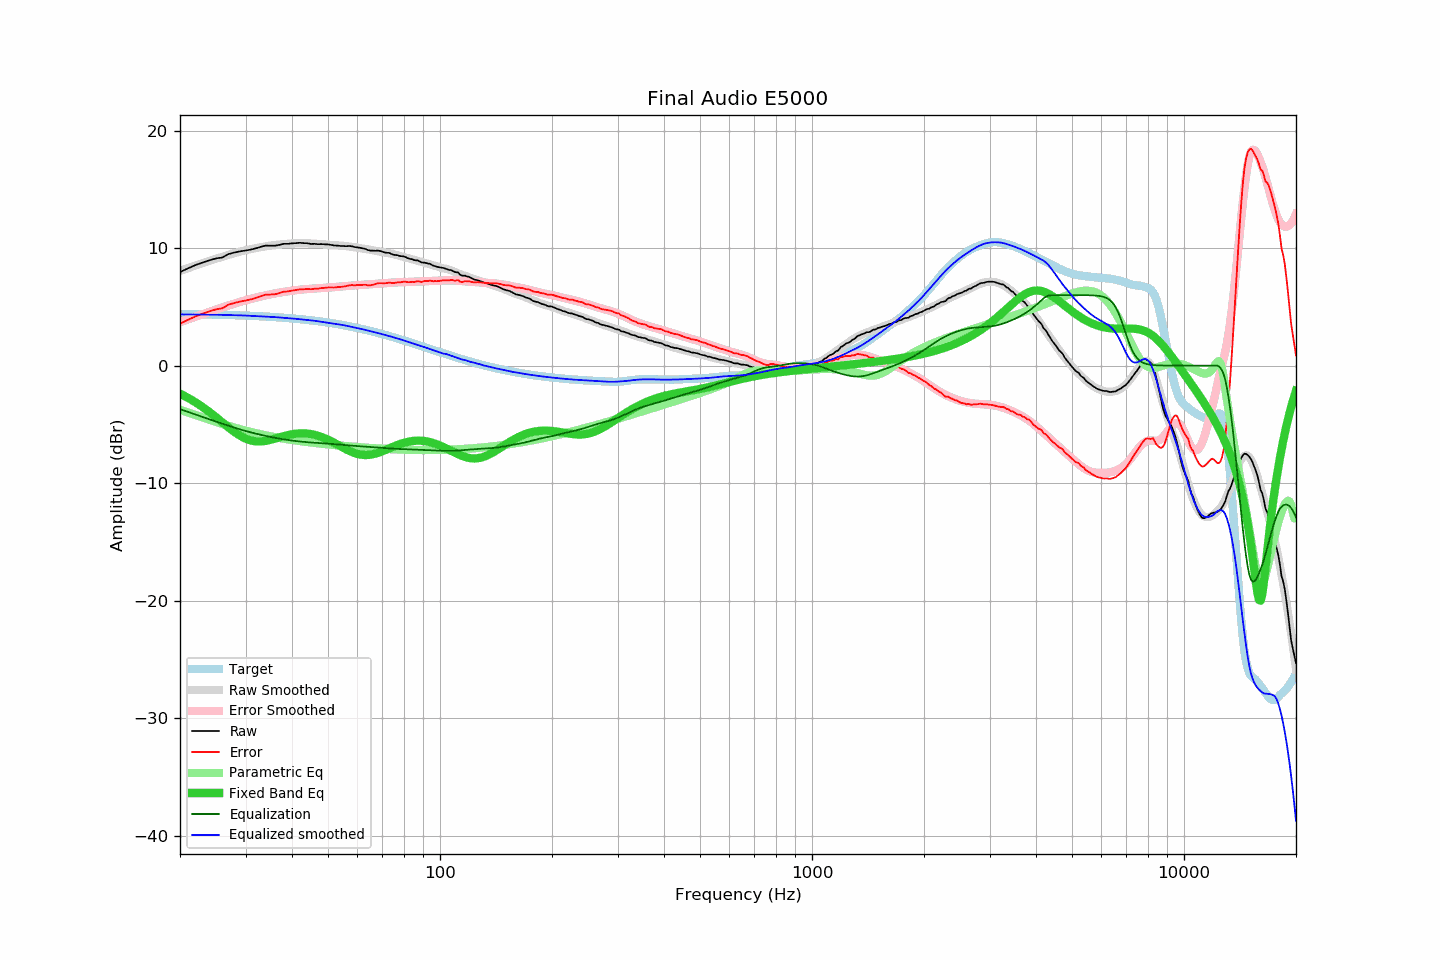 Final Audio E5000
20
10
0
−10
−20
−30
−40
Amplitude (dBr)
Target
Raw Smoothed
Error Smoothed
Raw
Error
Parametric Eq
Fixed Band Eq
Equalization
Equalized smoothed
100
1000
10000
Frequency (Hz)